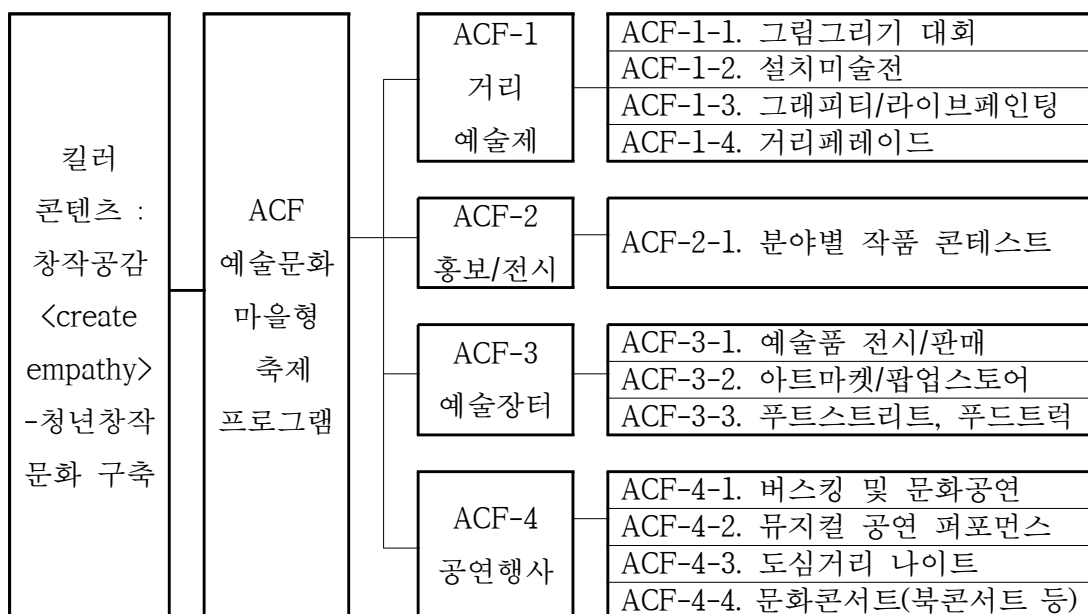 킬러
콘텐츠 :
창작공감
<create
empathy>
-청년창작
문화 구축
ACF
예술문화
마을형
축제
프로그램
ACF-1
거리
예술제
ACF-1-1. 그림그리기 대회
ACF-1-2. 설치미술전
ACF-1-3. 그래피티/라이브페인팅
ACF-1-4. 거리페레이드
ACF-2
홍보/전시
ACF-2-1. 분야별 작품 콘테스트
ACF-3
예술장터
ACF-3-1. 예술품 전시/판매
ACF-3-2. 아트마켓/팝업스토어
ACF-3-3. 푸트스트리트, 푸드트럭
ACF-4
공연행사
ACF-4-1. 버스킹 및 문화공연
ACF-4-2. 뮤지컬 공연 퍼포먼스
ACF-4-3. 도심거리 나이트
ACF-4-4. 문화콘서트(북콘서트 등)